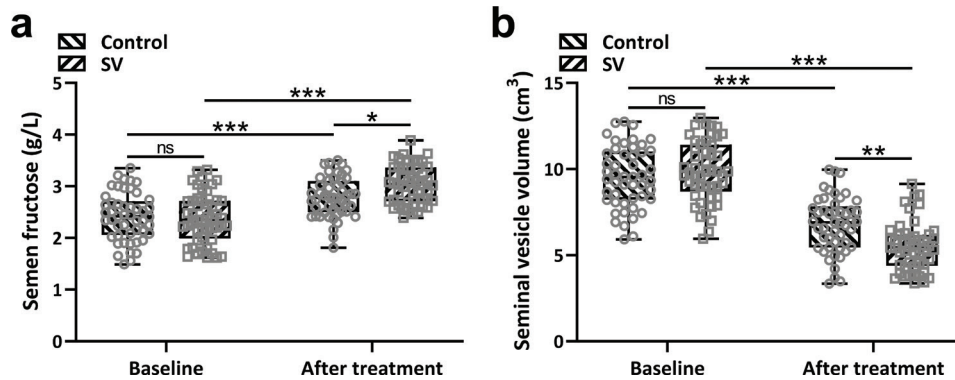 a
Control
SV
Semen fructose (g/L)
5
4
3
2
1
0
***
***
*
ns
Baseline
After treatment
b
Control
SV
Seminal vesicle volume (cm³)
15
10
5
0
***
***
ns
**
Baseline
After treatment